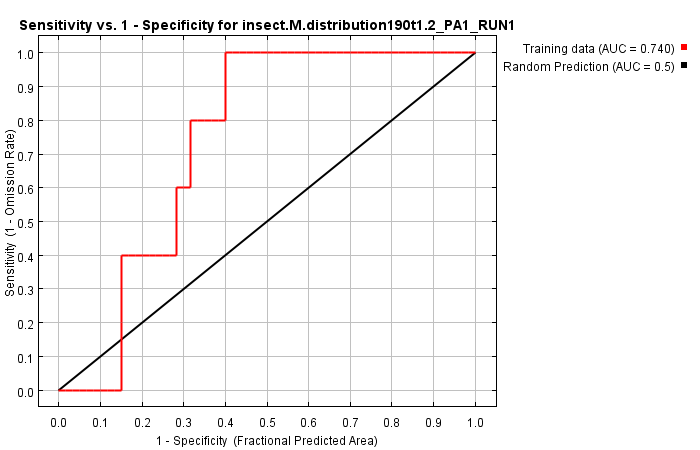 Sensitivity vs. 1 - Specificity for insect.M.distribution190t1.2_PA1_RUN1
Training data (AUC = 0.740)
Random Prediction (AUC = 0.5)
Sensitivity (1 - Omission Rate)
1.0
0.9
0.8
0.7
0.6
0.5
0.4
0.3
0.2
0.1
0.0
0.0 0.1 0.2 0.3 0.4 0.5 0.6 0.7 0.8 0.9 1.0
1 - Specificity (Fractional Predicted Area)